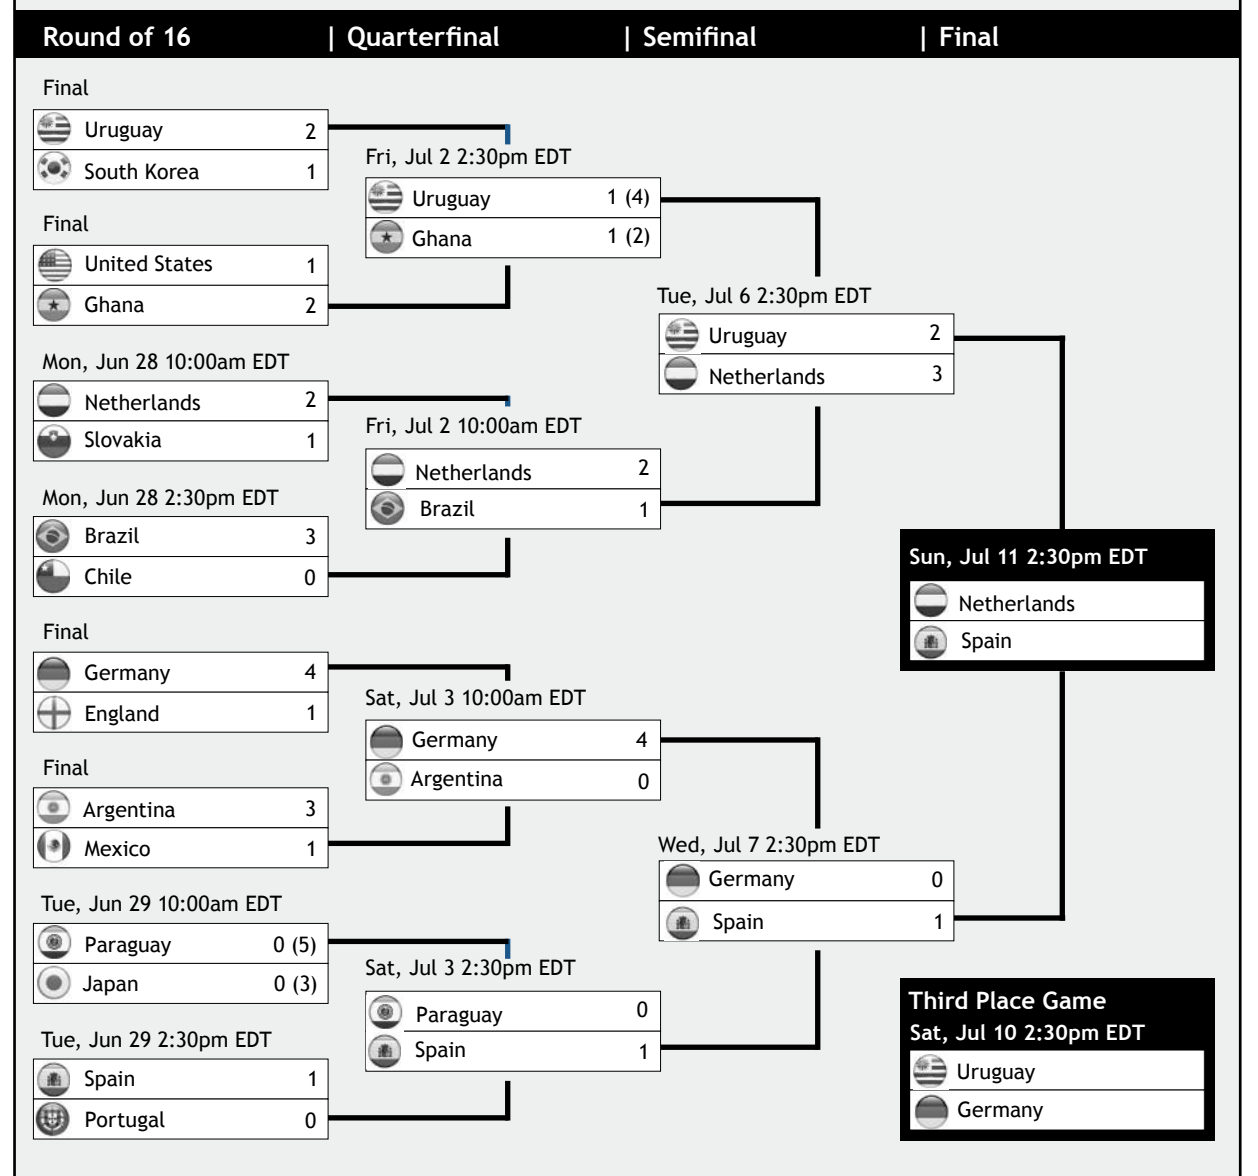 Round of 16 | Quarterfinal | Semifinal | Final
Final
Uruguay 2
South Korea 1
Final
United States 1
Ghana 2
Mon, Jun 28 10:00am EDT
Netherlands 2
Slovakia 1
Mon, Jun 28 2:30pm EDT
Brazil 3
Chile 0
Final
Germany 4
England 1
Final
Argentina 3
Mexico 1
Tue, Jun 29 10:00am EDT
Paraguay 0 (5)
Japan 0 (3)
Tue, Jun 29 2:30pm EDT
Spain 1
Portugal 0
Fri, Jul 2 2:30pm EDT
Uruguay 1 (4)
Ghana 1 (2)
Fri, Jul 2 10:00am EDT
Netherlands 2
Brazil 1
Sat, Jul 3 10:00am EDT
Germany 4
Argentina 0
Sat, Jul 3 2:30pm EDT
Paraguay 0
Spain 1
Tue, Jul 6 2:30pm EDT
Uruguay 2
Netherlands 3
Wed, Jul 7 2:30pm EDT
Germany 0
Spain 1
Sun, Jul 11 2:30pm EDT
Netherlands
Spain
Third Place Game
Sat, Jul 10 2:30pm EDT
Uruguay
Germany